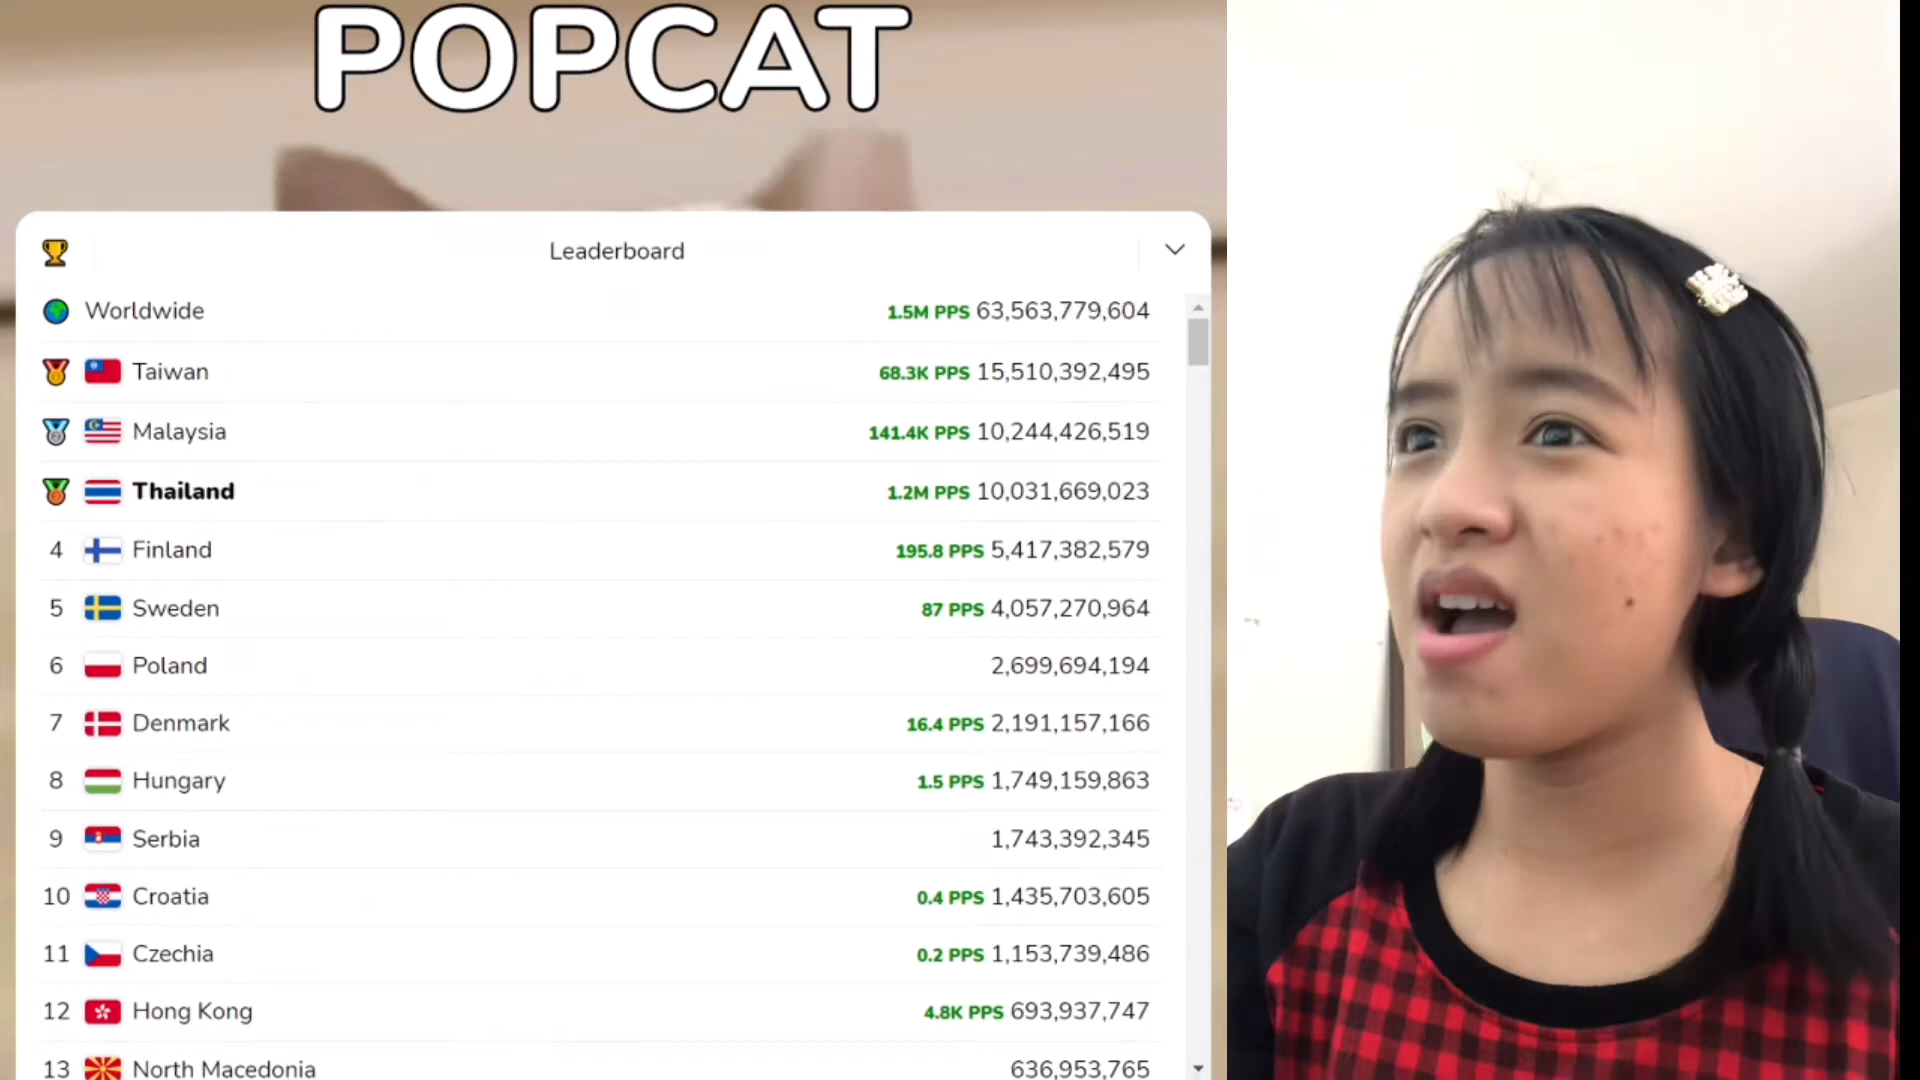 POPCAT
Leaderboard
Worldwide 1.5M PPS 63,563,779,604
Taiwan 68.3K PPS 15,510,392,495
Malaysia 141.4K PPS 10,244,426,519
Thailand 1.2M PPS 10,031,669,023
4 Finland 195.8 PPS 5,417,382,579
5 Sweden 87 PPS 4,057,270,964
6 Poland 2,699,694,194
7 Denmark 16.4 PPS 2,191,157,166
8 Hungary 1.5 PPS 1,749,159,863
9 Serbia 1,743,392,345
10 Croatia 0.4 PPS 1,435,703,605
11 Czechia 0.2 PPS 1,153,739,486
12 Hong Kong 4.8K PPS 693,937,747
13 North Macedonia 636,953,765